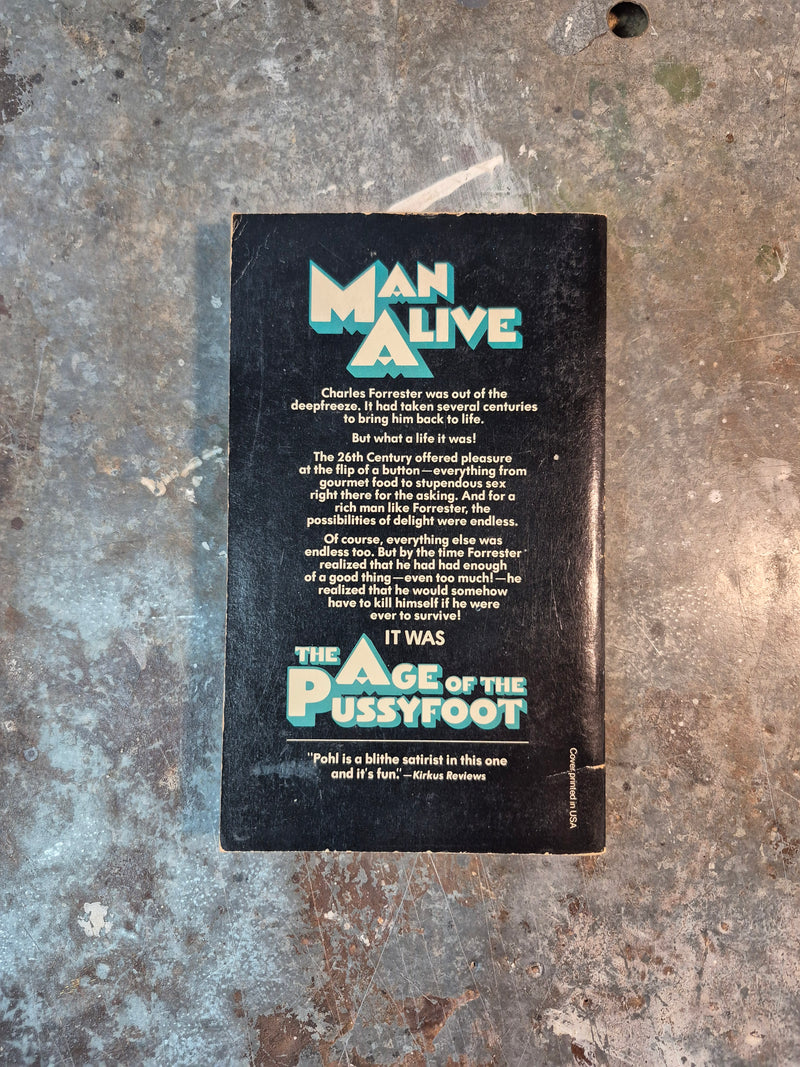 MAN
ALIVE
Charles Forrester was out of the
deepfreeze. It had taken several centuries
to bring him back to life.
But what a life it was!
The 26th Century offered pleasure
at the flip of a button—everything from
gourmet food to stupendous sex
right there for the asking. And for a
rich man like Forrester, the
possibilities of delight were endless.
Of course, everything else was
endless too. But by the time Forrester
realized that he had had enough
of a good thing—even too much!—he
realized that he would somehow
have to kill himself if he were
ever to survive!
IT WAS
THE AGE OF THE
PUSSYFOOT
"Pohl is a blithe satirist in this one
and it's fun."—Kirkus Reviews
Cover printed in USA